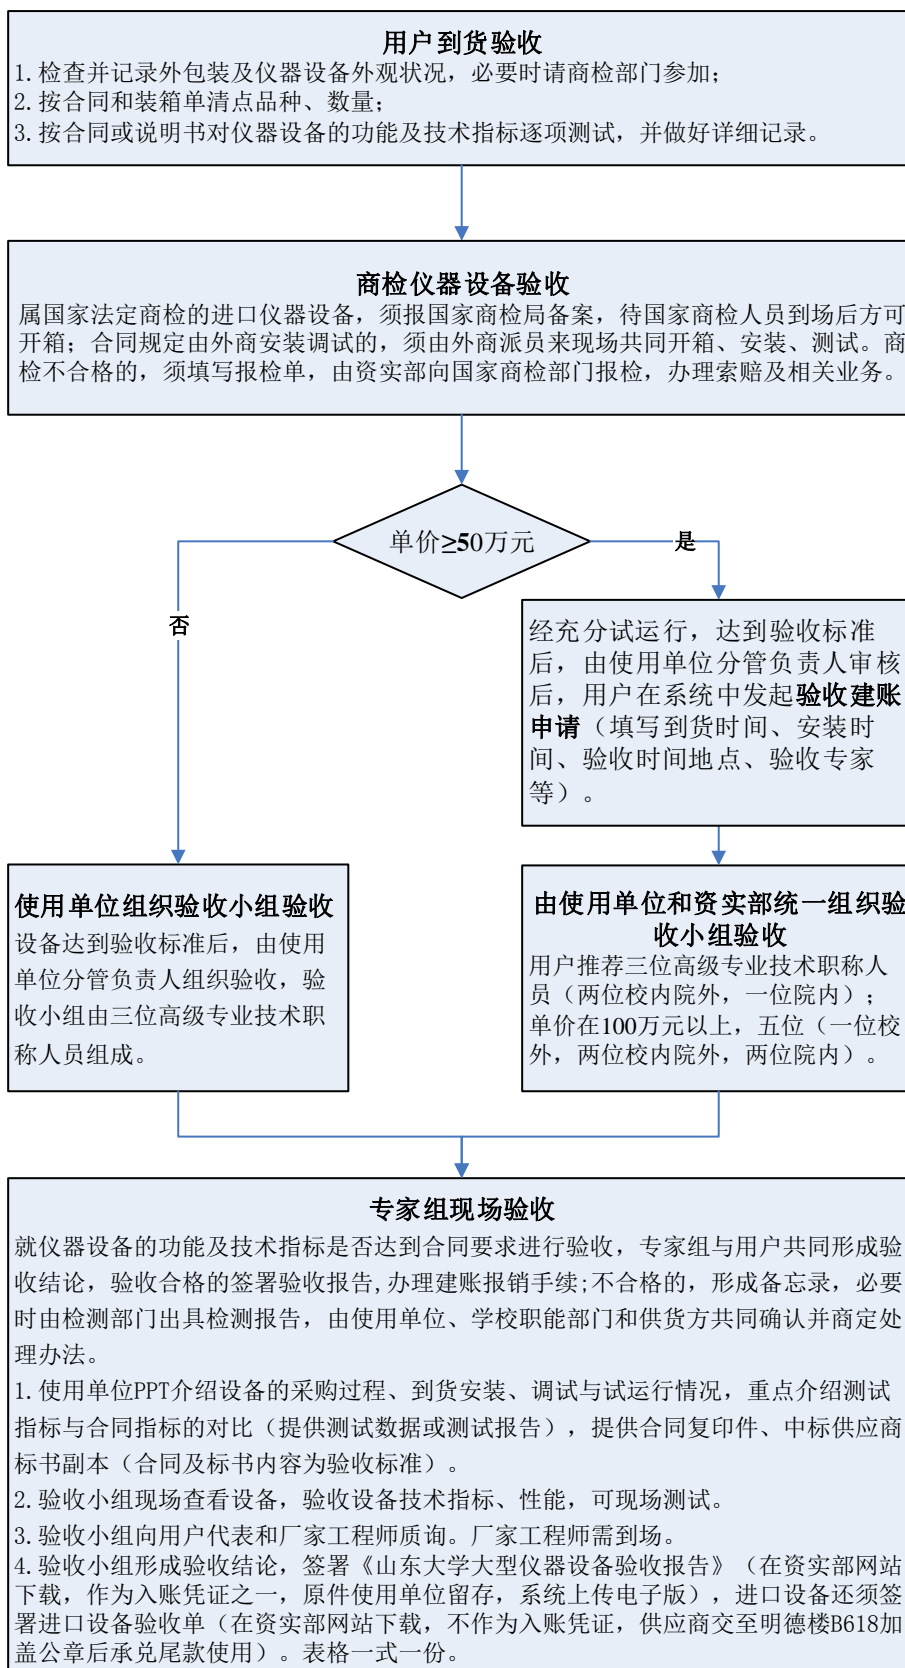 用户到货验收
1.检查并记录外包装及仪器设备外观状况，必要时请商检部门参加；
2.按合同和装箱单清点品种、数量；
3.按合同或说明书对仪器设备的功能及技术指标逐项测试，并做好详细记录。
商检仪器设备验收
属国家法定商检的进口仪器设备，须报国家商检局备案，待国家商检人员到场后方可
开箱；合同规定由外商安装调试的，须由外商派员来现场共同开箱、安装、测试。商
检不合格的，须填写报检单，由资实部向国家商检部门报检，办理索赔及相关业务。
单价≥50万元
是
否
经充分试运行，达到验收标准
后，由使用单位分管负责人审核
后，用户在系统中发起验收建账
申请（填写到货时间、安装时
间、验收时间地点、验收专家
等）。
使用单位组织验收小组验收
设备达到验收标准后，由使用
单位分管负责人组织验收，验
收小组由三位高级专业技术职
称人员组成。
由使用单位和资实部统一组织验
收小组验收
用户推荐三位高级专业技术职称人
员（两位校内院外，一位院内）；
单价在100万元以上，五位（一位校
外，两位校内院外，两位院内）。
专家组现场验收
就仪器设备的功能及技术指标是否达到合同要求进行验收，专家组与用户共同形成验
收结论，验收合格的签署验收报告,办理建账报销手续;不合格的，形成备忘录，必要
时由检测部门出具检测报告，由使用单位、学校职能部门和供货方共同确认并商定处
理办法。
1.使用单位PPT介绍设备的采购过程、到货安装、调试与试运行情况，重点介绍测试
指标与合同指标的对比（提供测试数据或测试报告），提供合同复印件、中标供应商
标书副本（合同及标书内容为验收标准）。
2.验收小组现场查看设备，验收设备技术指标、性能，可现场测试。
3.验收小组向用户代表和厂家工程师质询。厂家工程师需到场。
4.验收小组形成验收结论，签署《山东大学大型仪器设备验收报告》（在资实部网站
下载，作为入账凭证之一，原件使用单位留存，系统上传电子版），进口设备还须签
署进口设备验收单（在资实部网站下载，不作为入账凭证，供应商交至明德楼B618加
盖公章后承兑尾款使用）。表格一式一份。